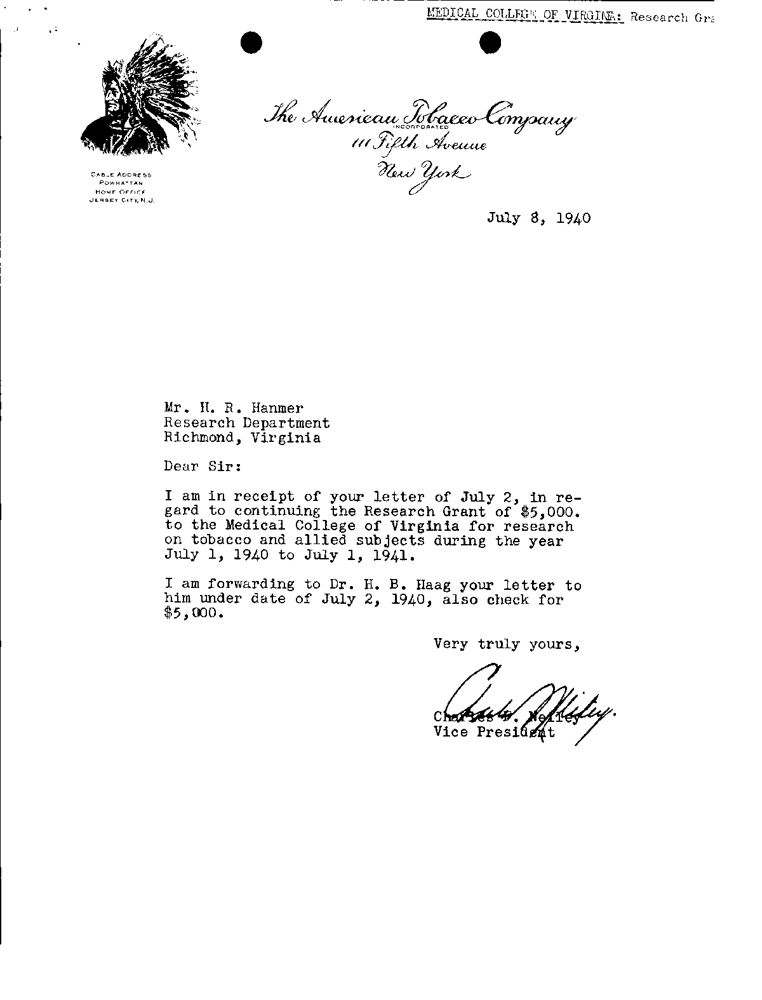 MEDICAL COLLEGE OF VIRGINIA: Research Gra
The American Tobacco Company
INCORPORATED
111 Fifth Avenue
New York
CABLE ADDRESS
POWHATTAN
HOME OFFICE
JERSEY CITY, N.J.
July 8, 1940
Mr. H. R. Hanmer
Research Department
Richmond, Virginia
Dear Sir:
I am in receipt of your letter of July 2, in re-
gard to continuing the Research Grant of $5,000.
to the Medical College of Virginia for research
on tobacco and allied subjects during the year
July 1, 1940 to July 1, 1941.
I am forwarding to Dr. H. B. Haag your letter to
him under date of July 2, 1940, also check for
$5,000.
Very truly yours,
Charles
Vice President